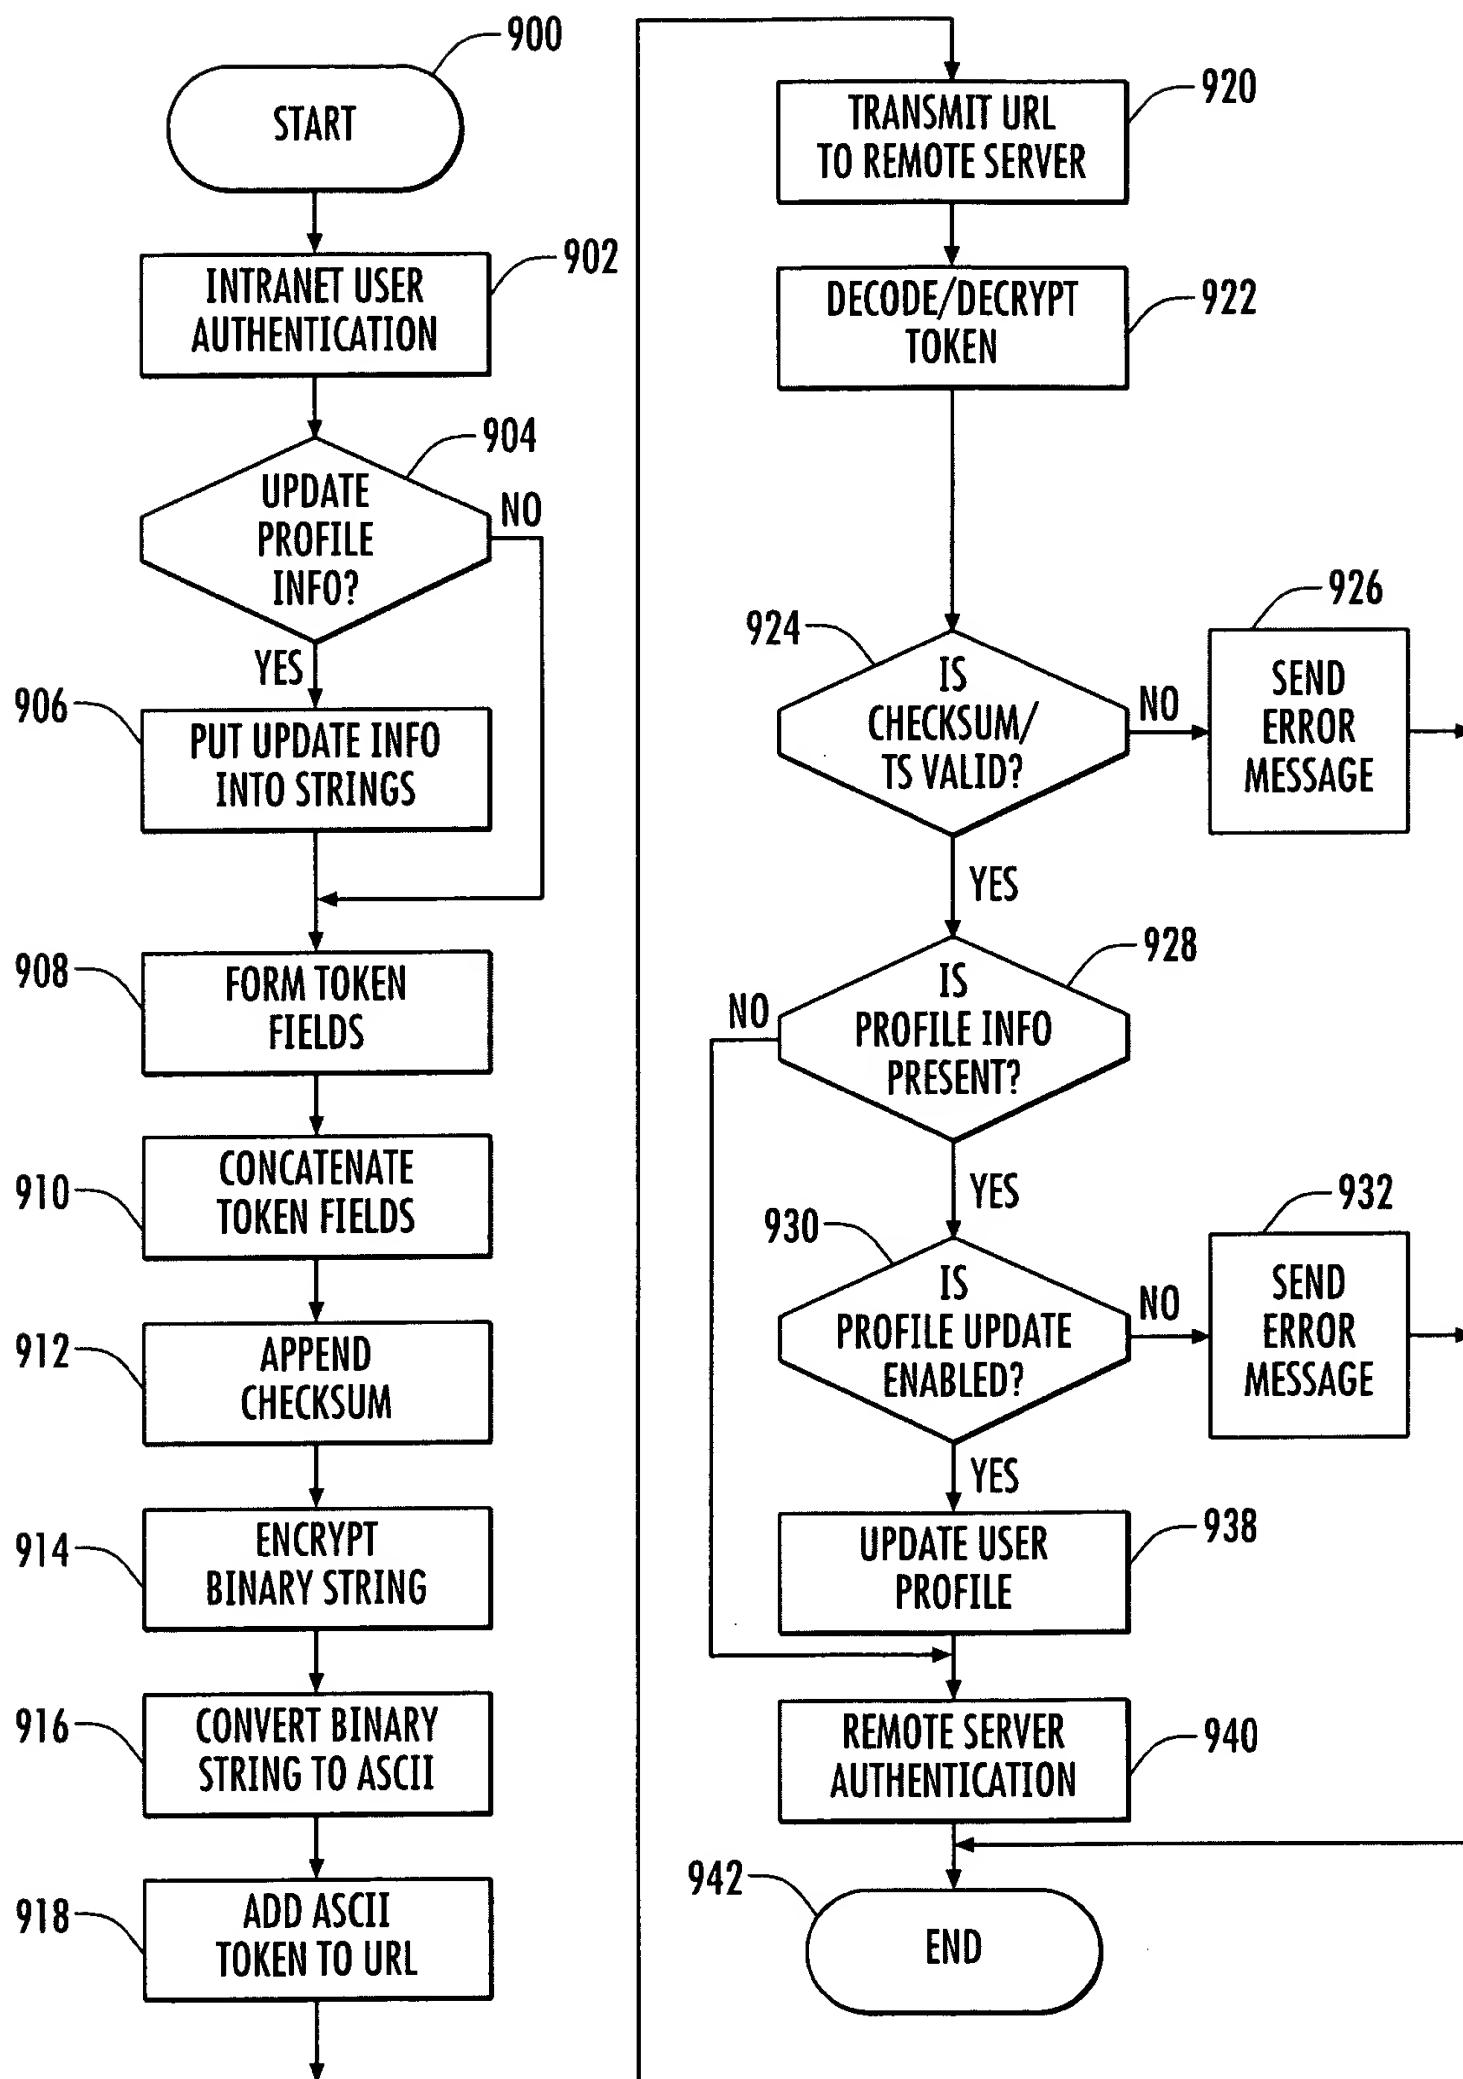 900
START
902
INTRANET USER
AUTHENTICATION
904
UPDATE
PROFILE
INFO?
NO
YES
906
PUT UPDATE INFO
INTO STRINGS
908
FORM TOKEN
FIELDS
910
CONCATENATE
TOKEN FIELDS
912
APPEND
CHECKSUM
914
ENCRYPT
BINARY STRING
916
CONVERT BINARY
STRING TO ASCII
918
ADD ASCII
TOKEN TO URL
920
TRANSMIT URL
TO REMOTE SERVER
922
DECODE/DECRYPT
TOKEN
924
IS
CHECKSUM/
TS VALID?
NO
926
SEND
ERROR
MESSAGE
YES
928
IS
PROFILE INFO
PRESENT?
NO
YES
930
IS
PROFILE UPDATE
ENABLED?
NO
932
SEND
ERROR
MESSAGE
YES
938
UPDATE USER
PROFILE
940
REMOTE SERVER
AUTHENTICATION
942
END